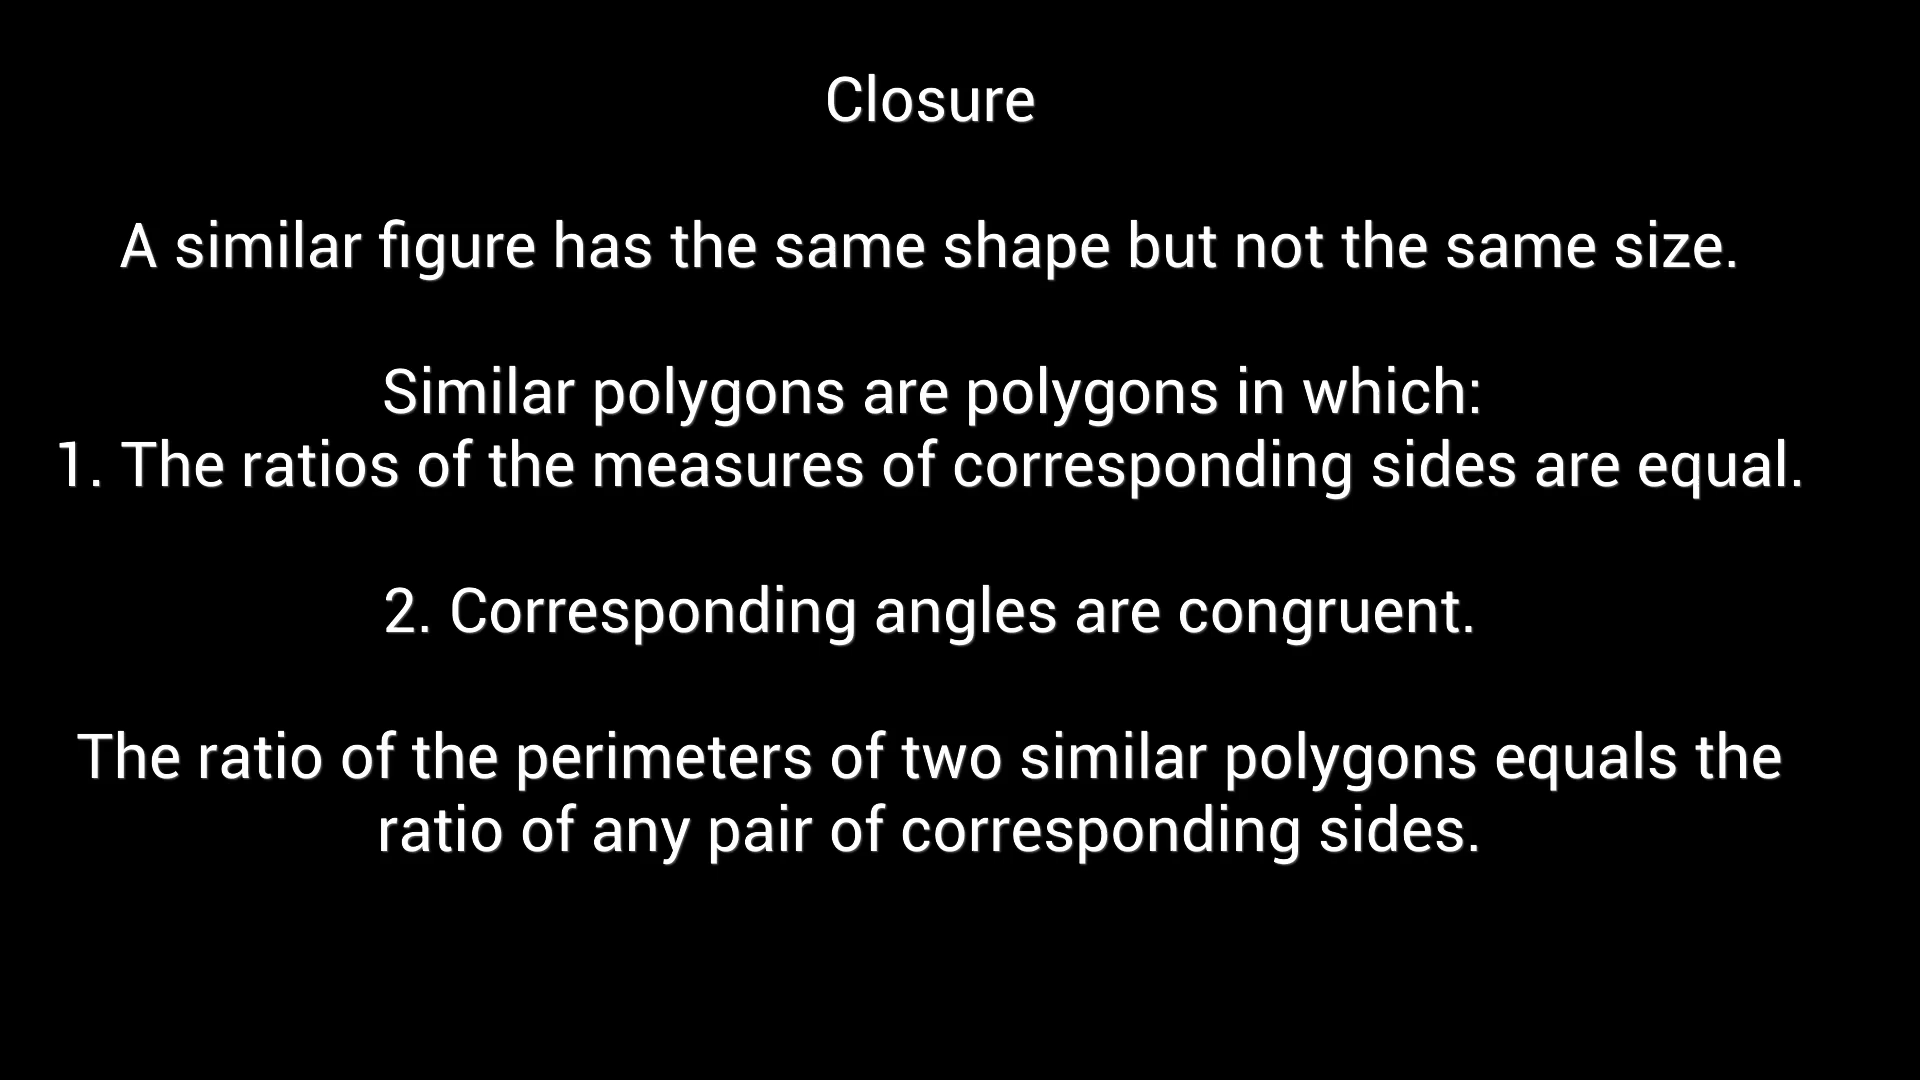 Closure
A similar figure has the same shape but not the same size.
Similar polygons are polygons in which:
1. The ratios of the measures of corresponding sides are equal.
2. Corresponding angles are congruent.
The ratio of the perimeters of two similar polygons equals the
ratio of any pair of corresponding sides.